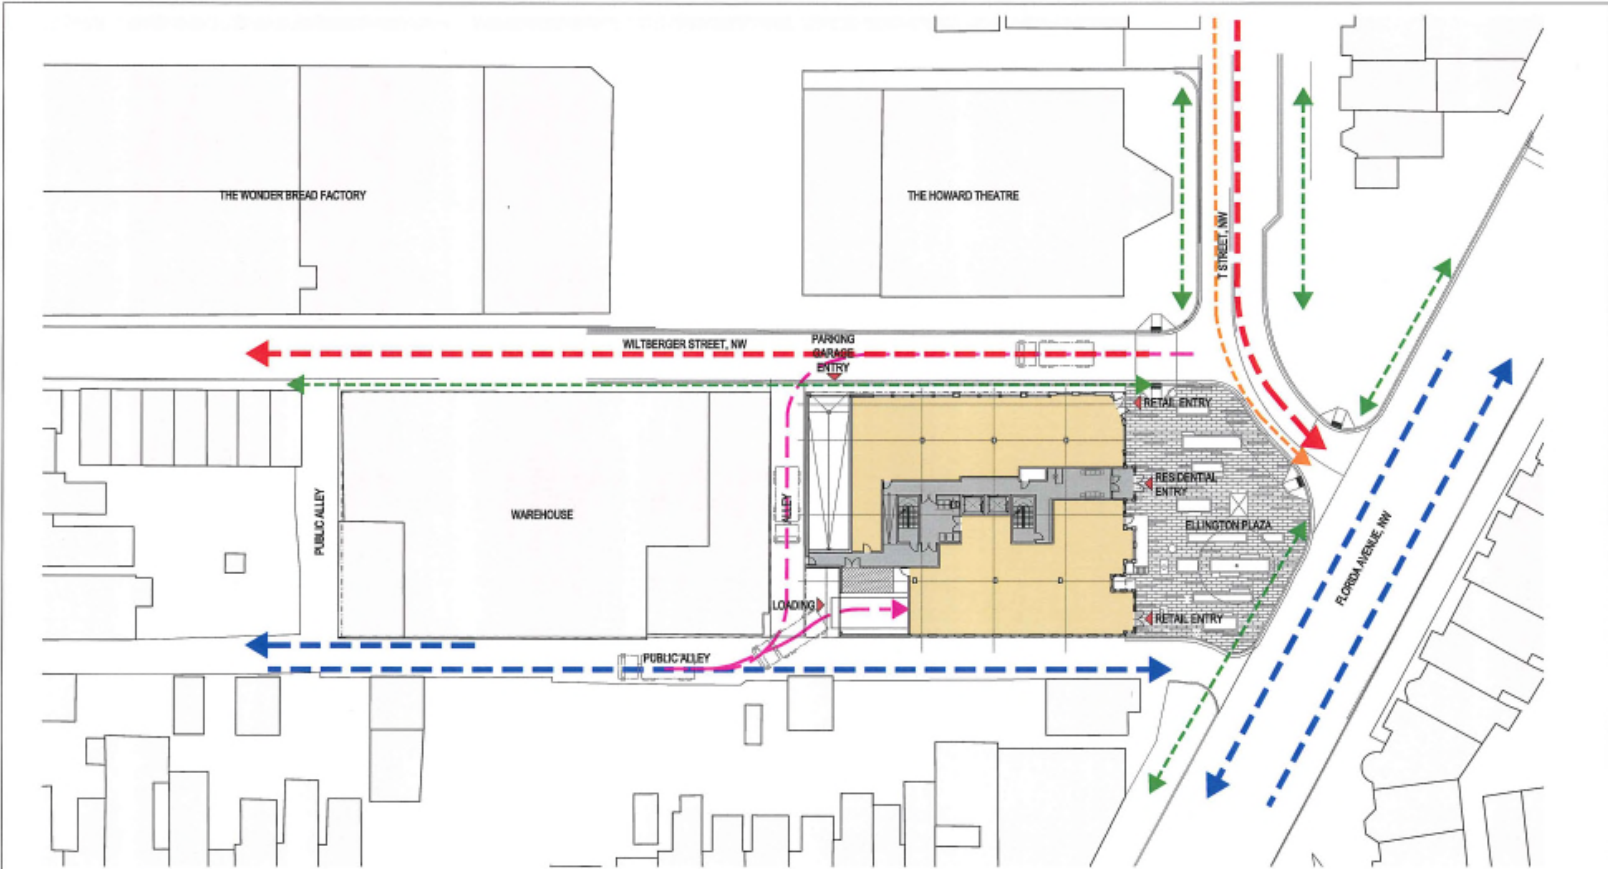 THE WONDER BREAD FACTORY
THE HOWARD THEATRE
T STREET, NW
WILTBERGER STREET, NW
PARKING
GARAGE
ENTRY
RETAIL ENTRY
RESIDENTIAL
ENTRY
PUBLIC ALLEY
WAREHOUSE
ALLEY
ELLINGTON PLAZA
FLORIDA AVENUE, NW
LOADING
RETAIL ENTRY
PUBLIC ALLEY